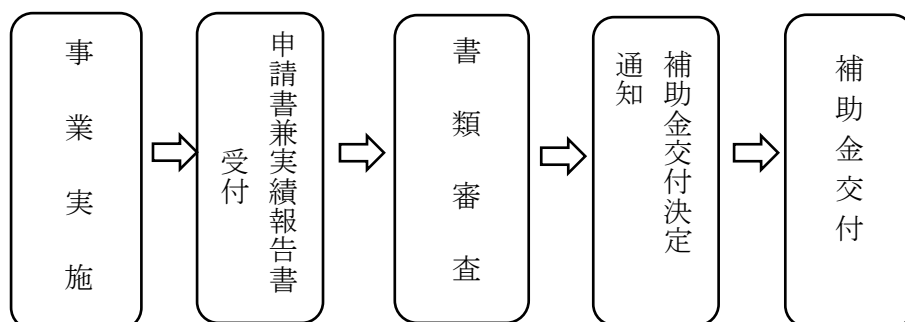 事業実施
申請書兼実績報告書
受付
書類審査
補助金交付決定
通知
補助金交付